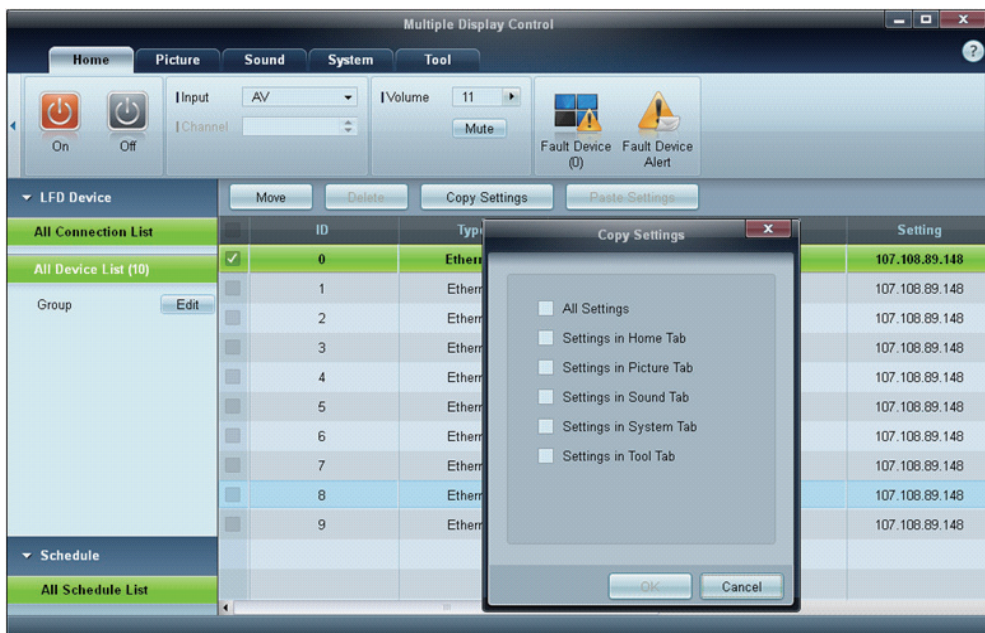 Multiple Display Control
Home Picture Sound System Tool
Input AV Volume 11
Channel Mute
On Off Fault Device (0) Fault Device Alert
LFD Device Move Delete Copy Settings Paste Settings
All Connection List ID Setting
All Device List (10) 0 107.108.89.148
Group Edit
1 107.108.89.148
2 107.108.89.148
3 107.108.89.148
4 107.108.89.148
5 107.108.89.148
6 107.108.89.148
7 107.108.89.148
8 107.108.89.148
9 107.108.89.148
Schedule
All Schedule List
Copy Settings
All Settings
Settings in Home Tab
Settings in Picture Tab
Settings in Sound Tab
Settings in System Tab
Settings in Tool Tab
OK Cancel